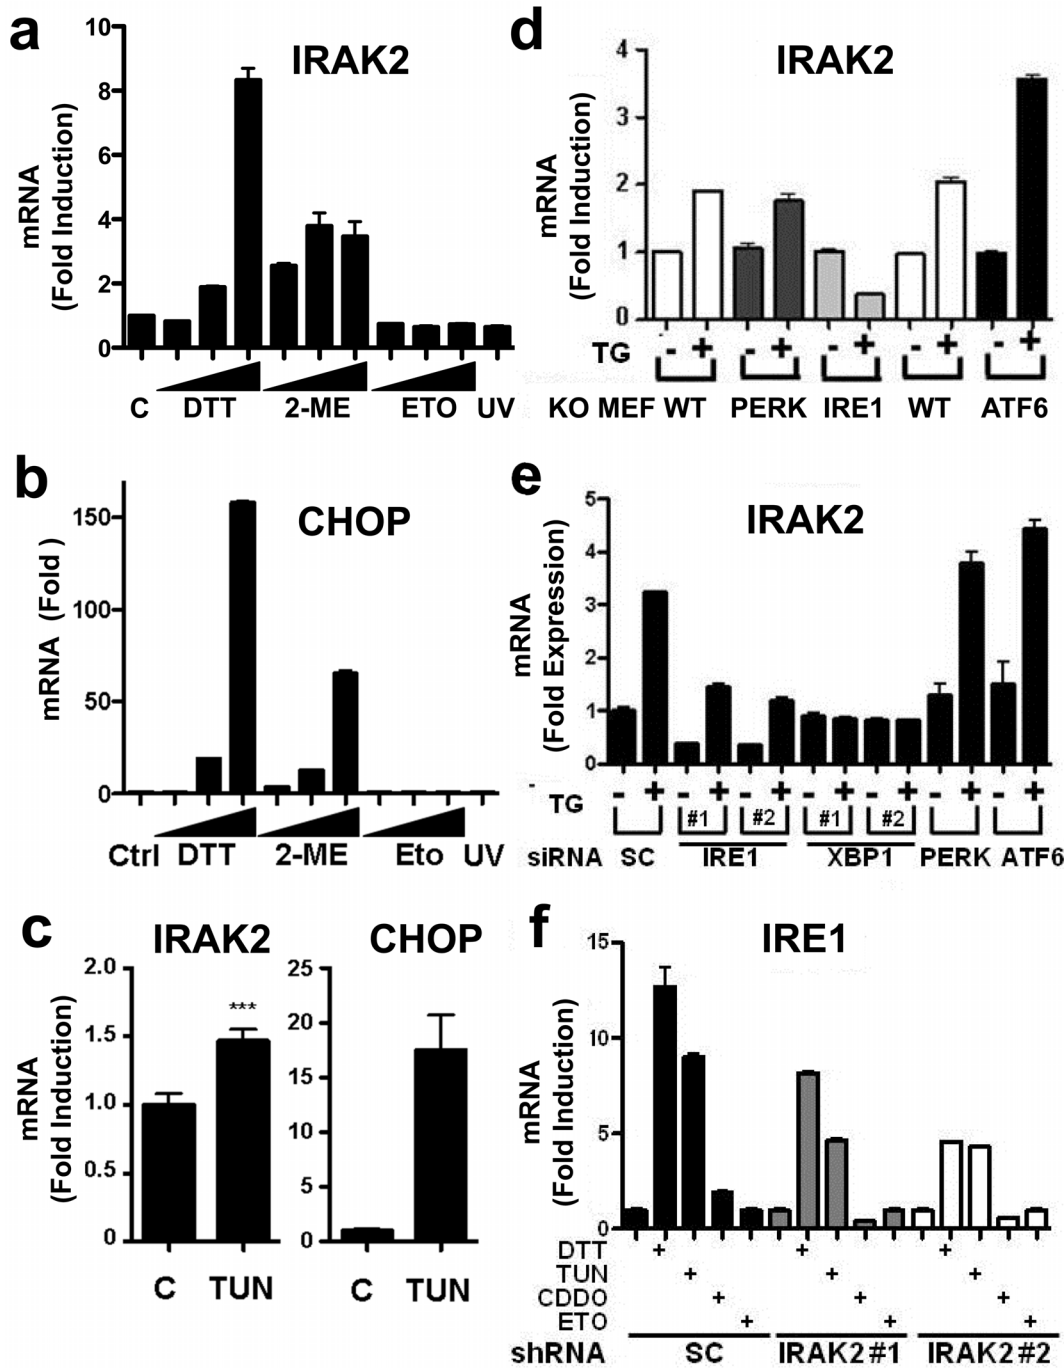 a
IRAK2
mRNA
(Fold Induction)
10
8
6
4
2
0
C DTT 2-ME ETO UV
b
CHOP
mRNA (Fold )
150
100
50
0
Ctrl DTT 2-ME Eto UV
c
IRAK2
mRNA
(Fold Induction)
2.0
1.5
1.0
0.5
0
***
C TUN
CHOP
25
20
15
10
5
0
C TUN
d
IRAK2
mRNA
(Fold Induction)
4
3
2
1
0
TG - + - + - + - + - +
KO MEF WT PERK IRE1 WT ATF6
e
IRAK2
mRNA
(Fold Expression)
5
4
3
2
1
0
TG - + - + - + - + - + - + - +
#1 #2 #1 #2
siRNA SC IRE1 XBP1 PERK ATF6
f
IRE1
mRNA
(Fold Induction)
15
10
5
0
DTT + + +
TUN + + +
CDDO + + +
ETO + + +
shRNA SC IRAK2 #1 IRAK2 #2